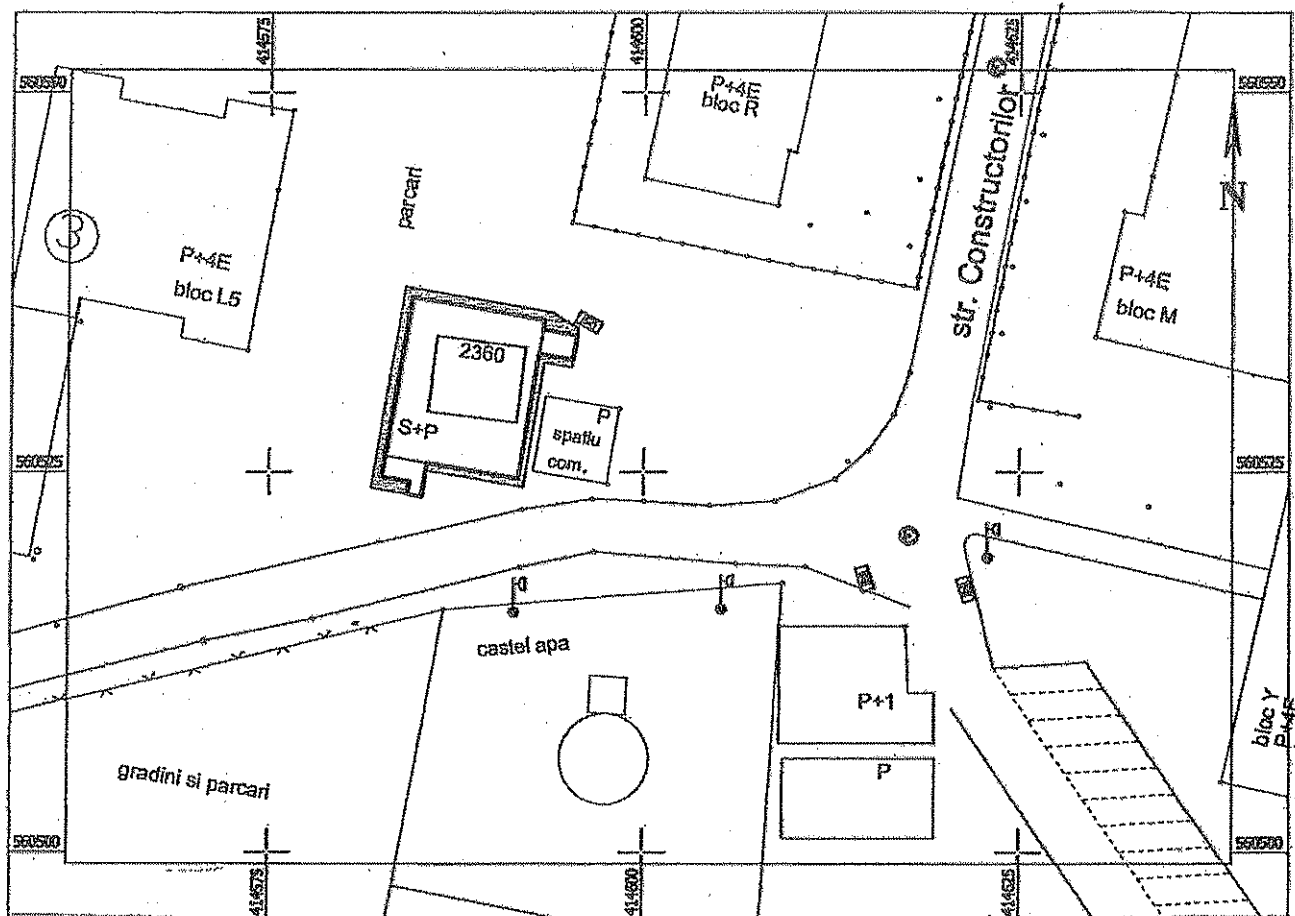 414575
414600
414625
560550
560550
P+4E
bloc R
parcari
str. Constructorilor
N
3
P+4E
bloc L5
P+4E
bloc M
2360
S+P
P
spatiu
com.
560525
560525
castel apa
P+1
P
gradini si parcari
bloc Y
P+4E
560500
560500
414575
414600
414625